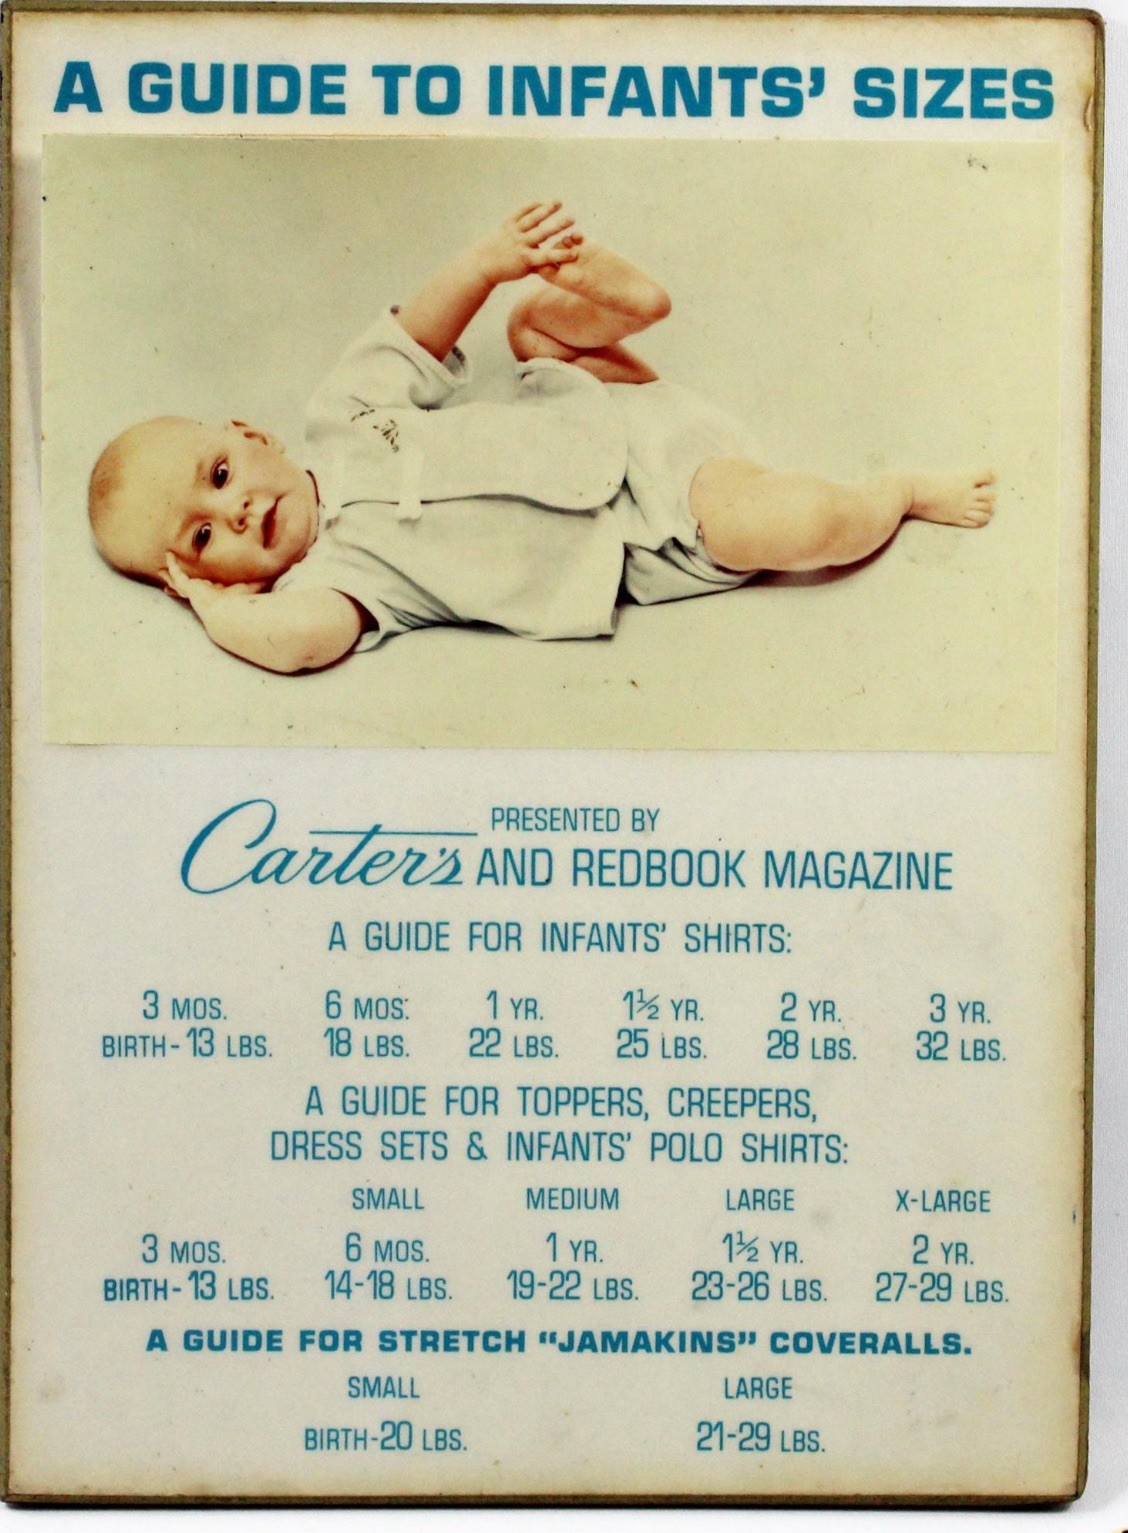 A GUIDE TO INFANTS' SIZES
PRESENTED BY
Carter's AND REDBOOK MAGAZINE
A GUIDE FOR INFANTS' SHIRTS:
3 MOS. 6 MOS. 1 YR. 1½ YR. 2 YR. 3 YR.
BIRTH-13 LBS. 18 LBS. 22 LBS. 25 LBS. 28 LBS. 32 LBS.
A GUIDE FOR TOPPERS, CREEPERS,
DRESS SETS & INFANTS' POLO SHIRTS:
SMALL MEDIUM LARGE X-LARGE
3 MOS. 6 MOS. 1 YR. 1½ YR. 2 YR.
BIRTH-13 LBS. 14-18 LBS. 19-22 LBS. 23-26 LBS. 27-29 LBS.
A GUIDE FOR STRETCH “JAMAKINS” COVERALLS.
SMALL LARGE
BIRTH-20 LBS. 21-29 LBS.